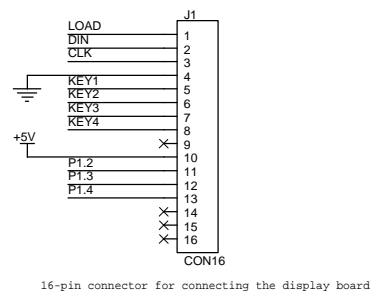 J1
LOAD 1
DIN 2
CLK 3
4
KEY1 5
KEY2 6
KEY3 7
KEY4 8
9
+5V
10
P1.2 11
P1.3 12
P1.4 13
14
15
16
CON16
16-pin connector for connecting the display board